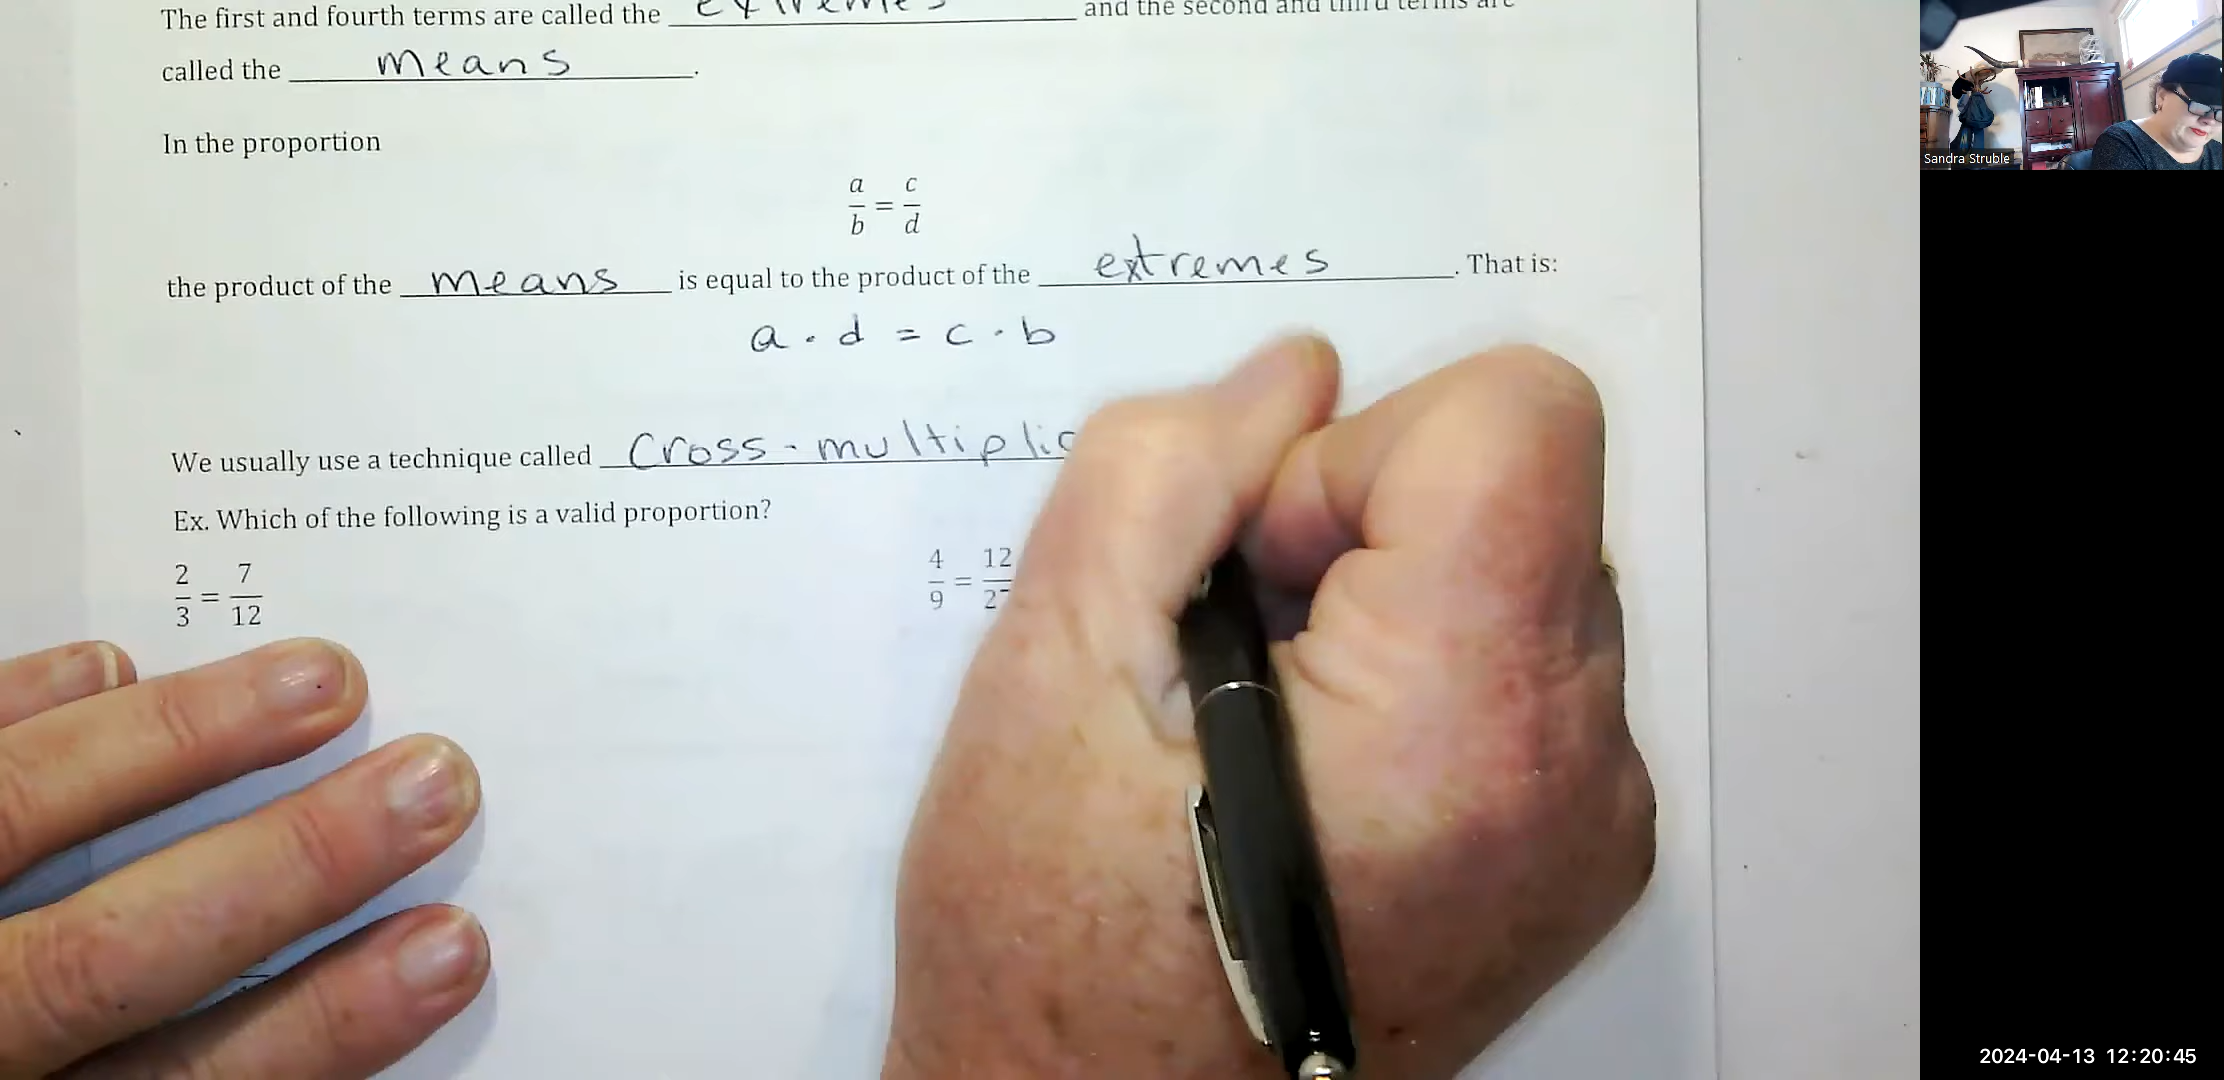 The first and fourth terms are called the extremes and the second and third terms are
called the means.
In the proportion
a/b = c/d
the product of the means is equal to the product of the extremes. That is:
a · d = c · b
We usually use a technique called Cross-multiplic
Ex. Which of the following is a valid proportion?
2/3 = 7/12
4/9 = 12/2
Sandra Struble
2024-04-13 12:20:45